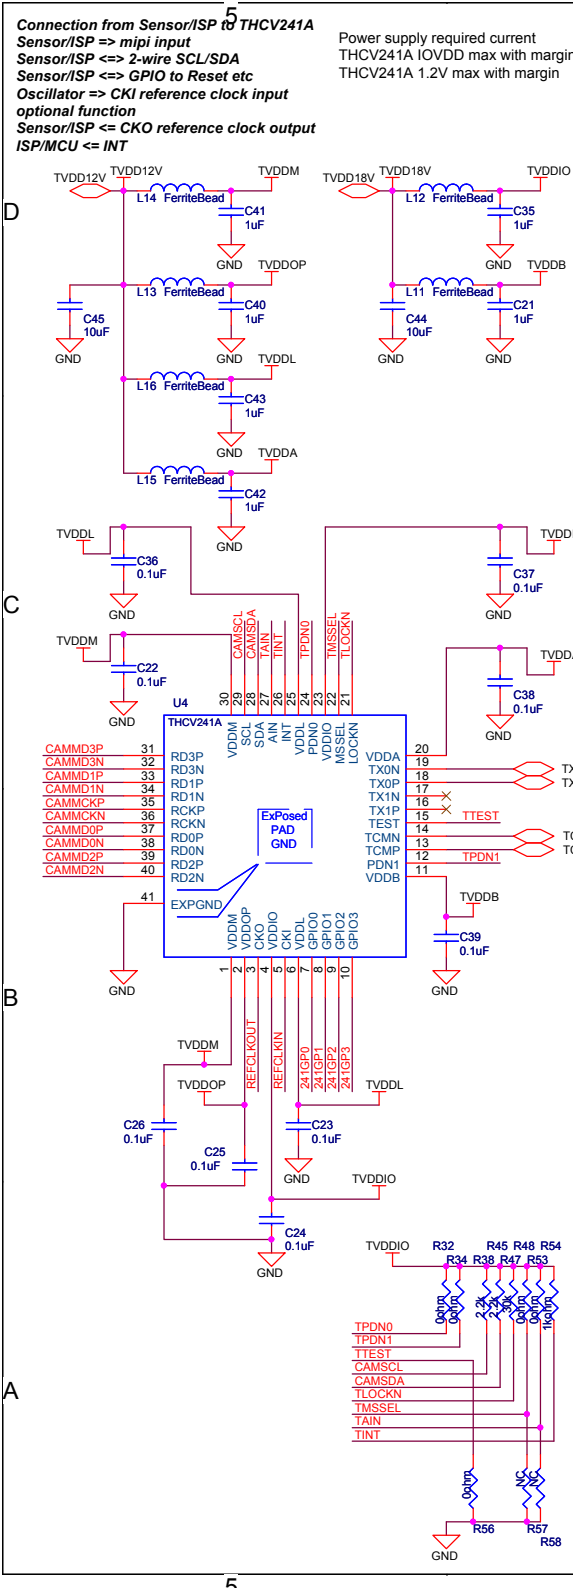 5
Connection from Sensor/ISP to THCV241A
Sensor/ISP => mipi input
Sensor/ISP <=> 2-wire SCL/SDA
Sensor/ISP <=> GPIO to Reset etc
Oscillator => CKI reference clock input
optional function
Sensor/ISP <= CKO reference clock output
ISP/MCU <= INT
Power supply required current
THCV241A IOVDD max with margin
THCV241A 1.2V max with margin
TVDD12V TVDD12V TVDDM TVDD18V TVDD18V TVDDIO
L14 FerriteBead L12 FerriteBead
D
C41 C35
1uF 1uF
GND GND
TVDDOP TVDDB
L13 FerriteBead L11 FerriteBead
C45 C40 C44 C21
10uF 1uF 10uF 1uF
GND GND GND GND
TVDDL
L16 FerriteBead
C43
1uF
GND
TVDDA
L15 FerriteBead
C42
1uF
GND
TVDDL
C36 C37
0.1uF 0.1uF
C
GND GND
TVDDM
C22 C38
0.1uF 0.1uF
GND GND
CAMSCL CAMSDA TAIN TINT TPDN0 TMSSEL TLOCKN
30 29 28 27 26 25 24 23 22 21
U4
THCV241A
VDDM SCL SDA AIN INT VDDL PDN0 VDDIO MSSEL LOCKN
CAMMD3P 31 RD3P
CAMMD3N 32 RD3N
CAMMD1P 33 RD1P
CAMMD1N 34 RD1N
CAMMCKP 35 RCKP
CAMMCKN 36 RCKN
CAMMD0P 37 RD0P
CAMMD0N 38 RD0N
CAMMD2P 39 RD2P
CAMMD2N 40 RD2N
41 EXPGND
ExPosed
PAD
GND
VDDA 20
TX0N 19
TX0P 18
TX1N 17
TX1P 16
TEST 15 TTEST
TCMN 14
TCMP 13
PDN1 12 TPDN1
VDDB 11
TVDDB
C39
0.1uF
GND GND
VDDM VDDOP CKO VDDIO CKI VDDL GPIO0 GPIO1 GPIO2 GPIO3
1 2 3 4 5 6 7 8 9 10
B
REFCLKOUT REFCLKIN 241GP0 241GP1 241GP2 241GP3
TVDDM
TVDDOP TVDDL
C26 C23
0.1uF 0.1uF
C25
0.1uF
GND
TVDDIO
C24
0.1uF
GND
TVDDIO
R32 R34 R38 R45 R47 R48 R53 R54
0ohm 0ohm 2.2k 2.2k 30k 0ohm 0ohm 1kohm
TPDN0
TPDN1
TTEST
CAMSCL
CAMSDA
TLOCKN
TMSSEL
TAIN
TINT
A
0ohm NC NC
R56 R57 R58
GND
5